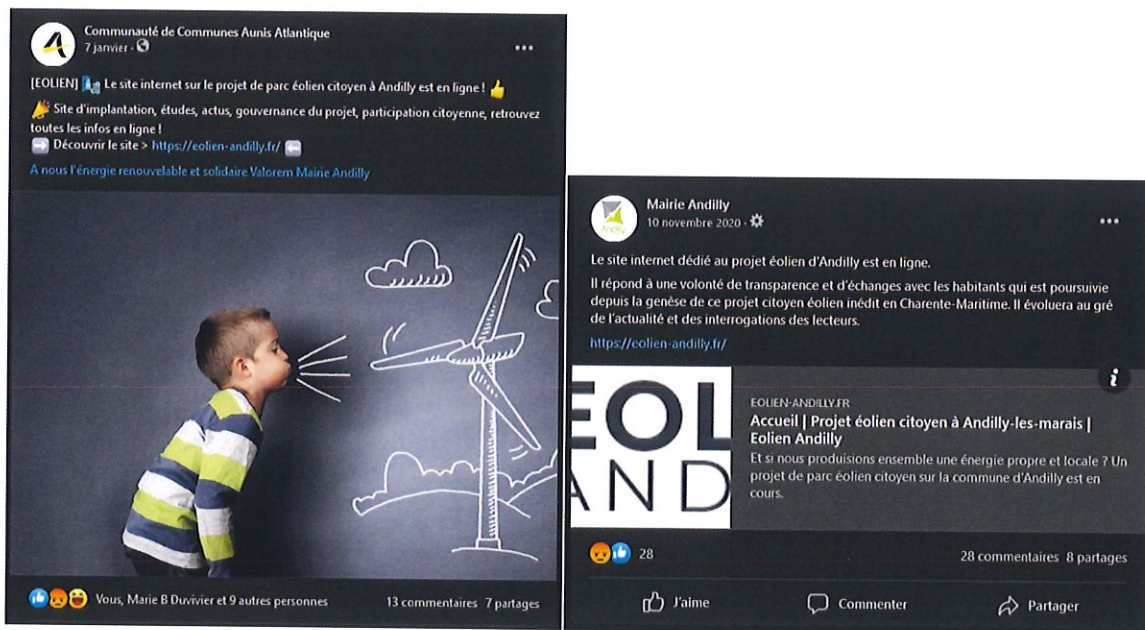 Communauté de Communes Aunis Atlantique
7 janvier ·
[EOLIEN] Le site internet sur le projet de parc éolien citoyen à Andilly est en ligne !
Site d'implantation, études, actus, gouvernance du projet, participation citoyenne, retrouvez
toutes les infos en ligne !
Découvrir le site > https://eolien-andilly.fr/
A nous l'énergie renouvelable et solidaire Valorem Mairie Andilly
Vous, Marie B Duvivier et 9 autres personnes
13 commentaires 7 partages
Mairie Andilly
10 novembre 2020 ·
Le site internet dédié au projet éolien d'Andilly est en ligne.
Il répond à une volonté de transparence et d'échanges avec les habitants qui est poursuivie
depuis la genèse de ce projet citoyen éolien inédit en Charente-Maritime. Il évoluera au gré
de l'actualité et des interrogations des lecteurs.
https://eolien-andilly.fr/
EOL
AND
EOLIEN-ANDILLY.FR
Accueil | Projet éolien citoyen à Andilly-les-marais |
Eolien Andilly
Et si nous produisions ensemble une énergie propre et locale ? Un
projet de parc éolien citoyen sur la commune d'Andilly est en
cours.
28
28 commentaires 8 partages
J'aime
Commenter
Partager